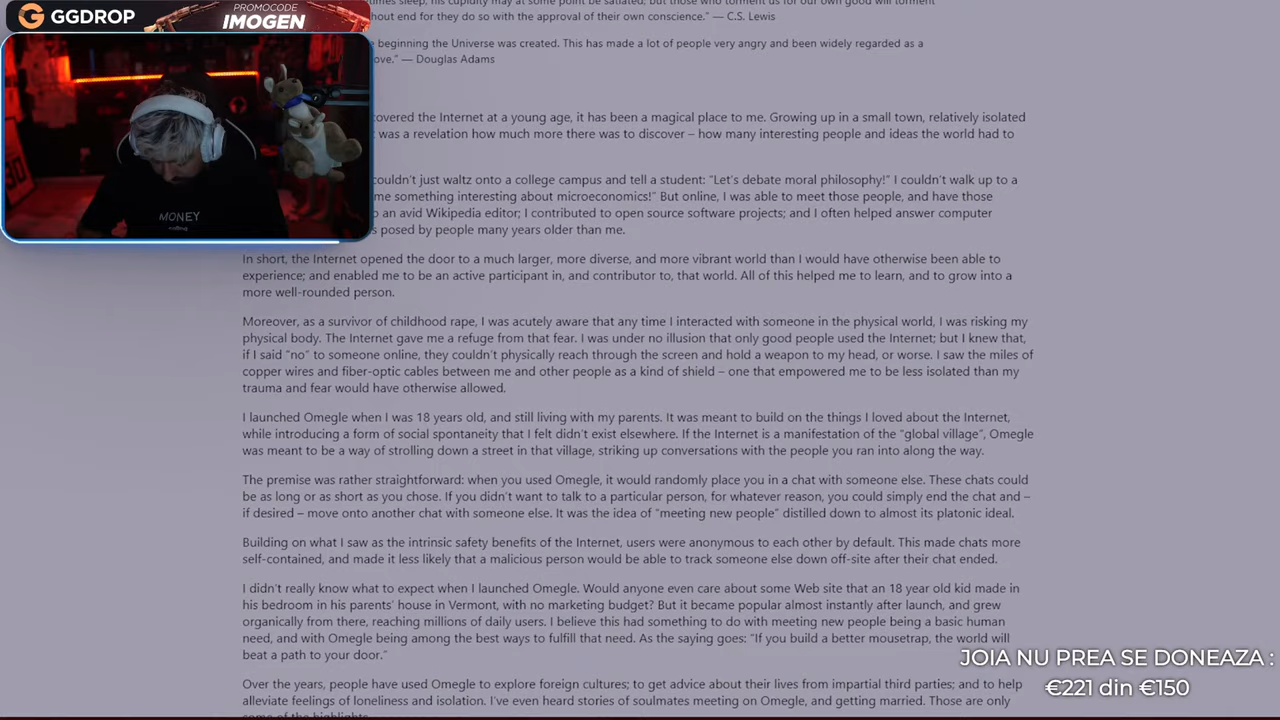 GGDROP
PROMOCODE
IMOGEN
times sleep, his cupidity may at some point be satiated; but those who torment us for our own good will torment
hout end for they do so with the approval of their own conscience.” — C.S. Lewis
beginning the Universe was created. This has made a lot of people very angry and been widely regarded as a
ove.” — Douglas Adams
covered the Internet at a young age, it has been a magical place to me. Growing up in a small town, relatively isolated
was a revelation how much more there was to discover – how many interesting people and ideas the world had to
couldn’t just waltz onto a college campus and tell a student: “Let’s debate moral philosophy!” I couldn’t walk up to a
me something interesting about microeconomics!” But online, I was able to meet those people, and have those
o an avid Wikipedia editor; I contributed to open source software projects; and I often helped answer computer
s posed by people many years older than me.
MONEY
In short, the Internet opened the door to a much larger, more diverse, and more vibrant world than I would have otherwise been able to
experience; and enabled me to be an active participant in, and contributor to, that world. All of this helped me to learn, and to grow into a
more well-rounded person.
Moreover, as a survivor of childhood rape, I was acutely aware that any time I interacted with someone in the physical world, I was risking my
physical body. The Internet gave me a refuge from that fear. I was under no illusion that only good people used the Internet; but I knew that,
if I said “no” to someone online, they couldn’t physically reach through the screen and hold a weapon to my head, or worse. I saw the miles of
copper wires and fiber-optic cables between me and other people as a kind of shield – one that empowered me to be less isolated than my
trauma and fear would have otherwise allowed.
I launched Omegle when I was 18 years old, and still living with my parents. It was meant to build on the things I loved about the Internet,
while introducing a form of social spontaneity that I felt didn’t exist elsewhere. If the Internet is a manifestation of the “global village”, Omegle
was meant to be a way of strolling down a street in that village, striking up conversations with the people you ran into along the way.
The premise was rather straightforward: when you used Omegle, it would randomly place you in a chat with someone else. These chats could
be as long or as short as you chose. If you didn’t want to talk to a particular person, for whatever reason, you could simply end the chat and –
if desired – move onto another chat with someone else. It was the idea of “meeting new people” distilled down to almost its platonic ideal.
Building on what I saw as the intrinsic safety benefits of the Internet, users were anonymous to each other by default. This made chats more
self-contained, and made it less likely that a malicious person would be able to track someone else down off-site after their chat ended.
I didn’t really know what to expect when I launched Omegle. Would anyone even care about some Web site that an 18 year old kid made in
his bedroom in his parents’ house in Vermont, with no marketing budget? But it became popular almost instantly after launch, and grew
organically from there, reaching millions of daily users. I believe this had something to do with meeting new people being a basic human
need, and with Omegle being among the best ways to fulfill that need. As the saying goes: “If you build a better mousetrap, the world will
beat a path to your door.”
Over the years, people have used Omegle to explore foreign cultures; to get advice about their lives from impartial third parties; and to help
alleviate feelings of loneliness and isolation. I’ve even heard stories of soulmates meeting on Omegle, and getting married. Those are only
some of the highlights.
JOIA NU PREA SE DONEAZA :
€221 din €150